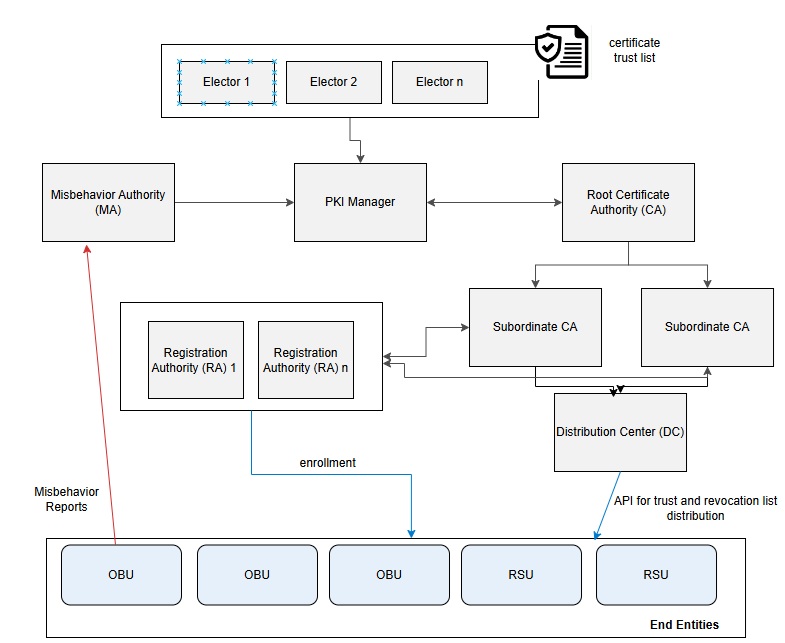 certificate
trust list
Elector 1
Elector 2
Elector n
Misbehavior Authority
(MA)
PKI Manager
Root Certificate
Authority (CA)
Subordinate CA
Subordinate CA
Registration
Authority (RA) 1
Registration
Authority (RA) n
Distribution Center (DC)
enrollment
Misbehavior
Reports
API for trust and revocation list
distribution
OBU
OBU
OBU
RSU
RSU
End Entities